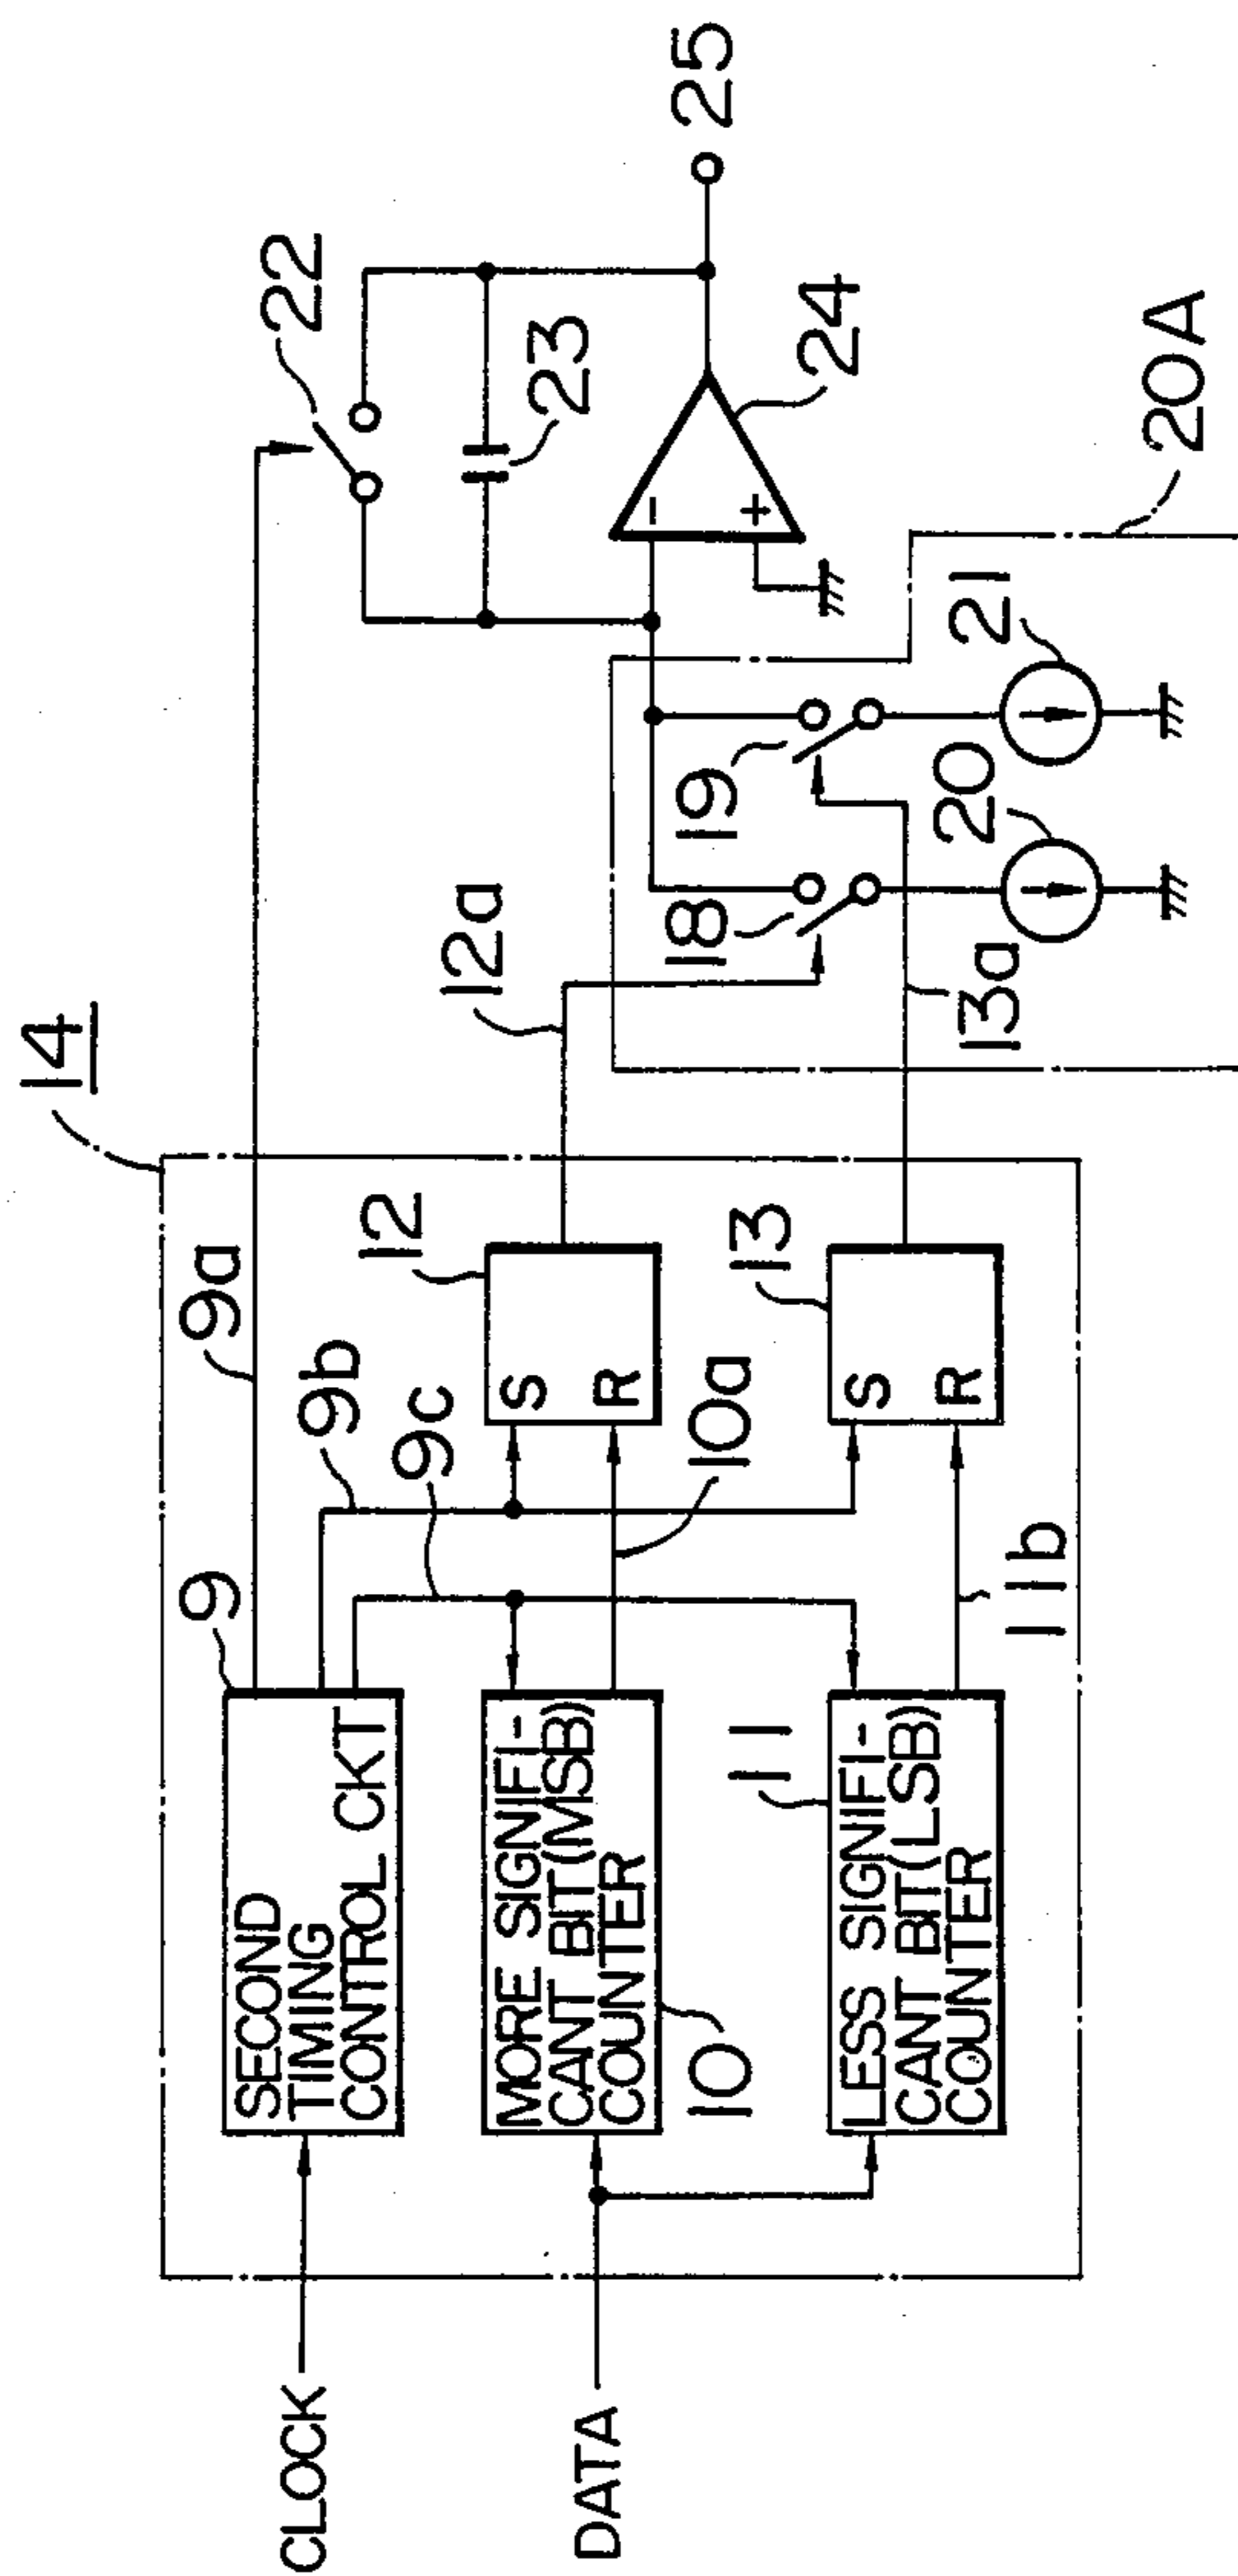 14
9a
22
9
9b
9c
CLOCK
SECOND
TIMING
CONTROL CKT
12
S
R
12a
23
25
24
DATA
MORE SIGNIFI-
CANT BIT(MSB)
COUNTER
10
10a
18
19
11
LESS SIGNIFI-
CANT BIT(LSB)
COUNTER
13
S
R
11b
13a
20
21
20A
−
+